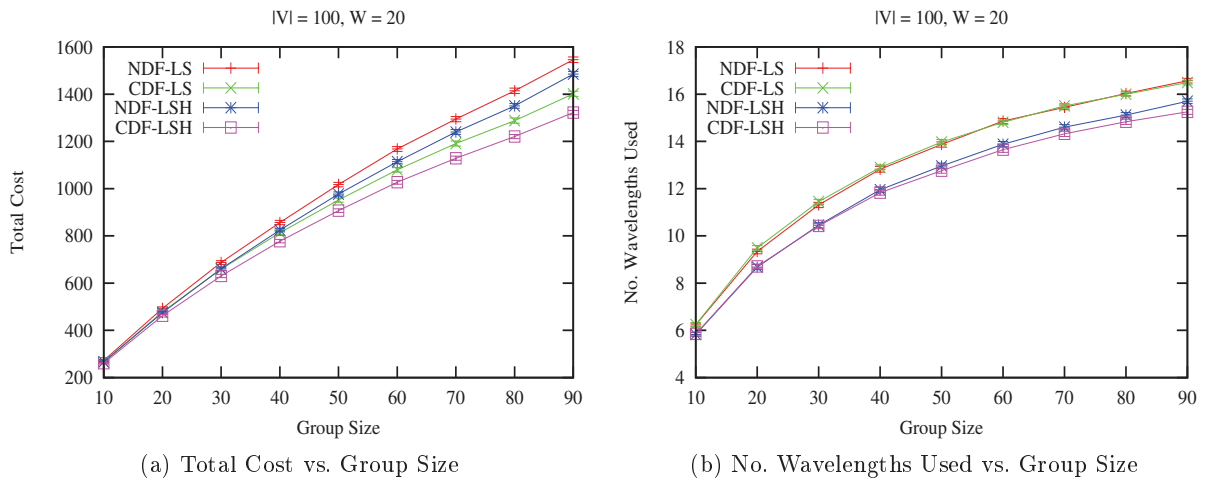 |V| = 100, W = 20
Total Cost
1600
1400
1200
1000
800
600
400
200
NDF-LS
CDF-LS
NDF-LSH
CDF-LSH
10 20 30 40 50 60 70 80 90
Group Size
(a) Total Cost vs. Group Size
|V| = 100, W = 20
No. Wavelengths Used
18
16
14
12
10
8
6
4
NDF-LS
CDF-LS
NDF-LSH
CDF-LSH
10 20 30 40 50 60 70 80 90
Group Size
(b) No. Wavelengths Used vs. Group Size